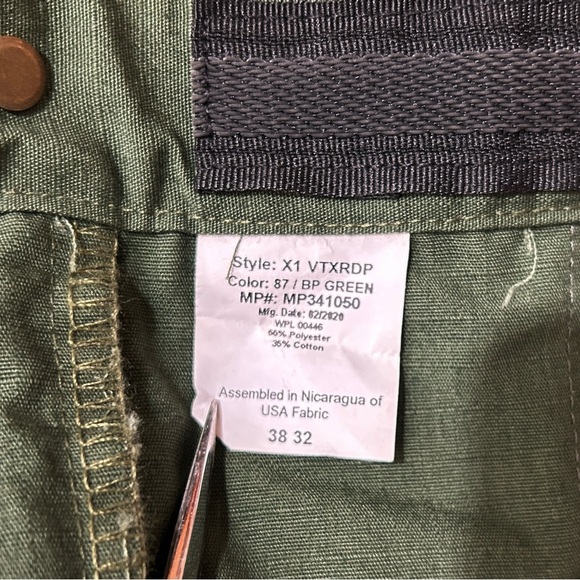 Style: X1 VTXRDP
Color: 87 / BP GREEN
MP#: MP341050
Mfg. Date: 02/2020
WPL 00446
65% Polyester
35% Cotton
Assembled in Nicaragua of
USA Fabric
38 32